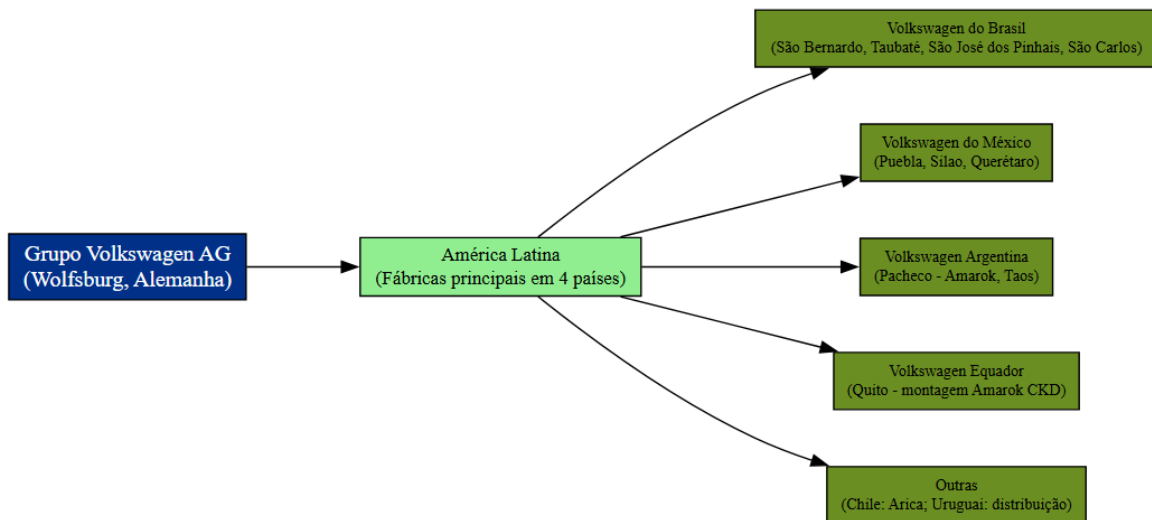 Volkswagen do Brasil
(São Bernardo, Taubaté, São José dos Pinhais, São Carlos)
Volkswagen do México
(Puebla, Silao, Querétaro)
Grupo Volkswagen AG
(Wolfsburg, Alemanha)
América Latina
(Fábricas principais em 4 países)
Volkswagen Argentina
(Pacheco - Amarok, Taos)
Volkswagen Equador
(Quito - montagem Amarok CKD)
Outras
(Chile: Arica; Uruguai: distribuição)